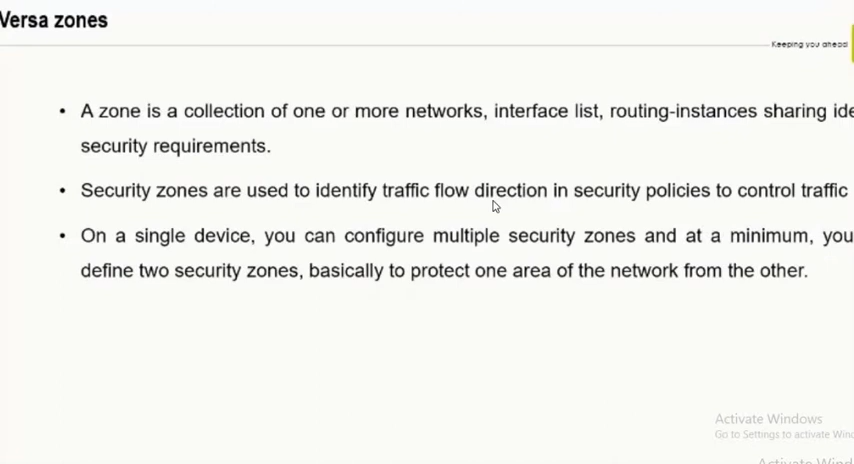 Versa zones
Keeping you ahead
• A zone is a collection of one or more networks, interface list, routing-instances sharing
security requirements.
• Security zones are used to identify traffic flow direction in security policies to control traffic
• On a single device, you can configure multiple security zones and at a minimum, you
define two security zones, basically to protect one area of the network from the other.
Activate Windows
Go to Settings to activate
Activate